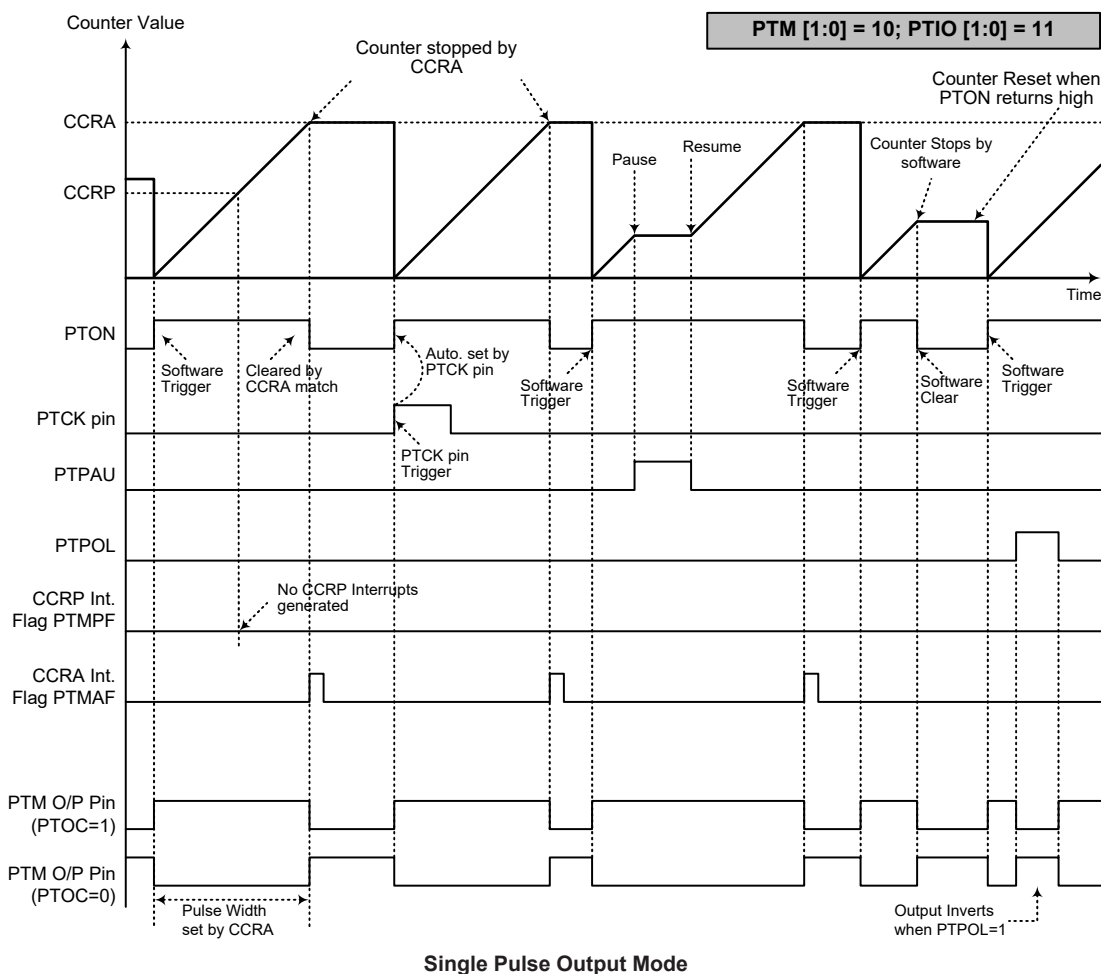 Counter Value
PTM [1:0] = 10; PTIO [1:0] = 11
Counter stopped by
CCRA
Counter Reset when
PTON returns high
CCRA
Pause
Resume
Counter Stops by
software
CCRP
Time
PTON
Software
Trigger
Cleared by
CCRA match
Auto. set by
PTCK pin
Software
Trigger
Software
Trigger
Software
Clear
Software
Trigger
PTCK pin
PTCK pin
Trigger
PTPAU
PTPOL
CCRP Int.
Flag PTMPF
No CCRP Interrupts
generated
CCRA Int.
Flag PTMAF
PTM O/P Pin
(PTOC=1)
PTM O/P Pin
(PTOC=0)
Pulse Width
set by CCRA
Output Inverts
when PTPOL=1
Single Pulse Output Mode